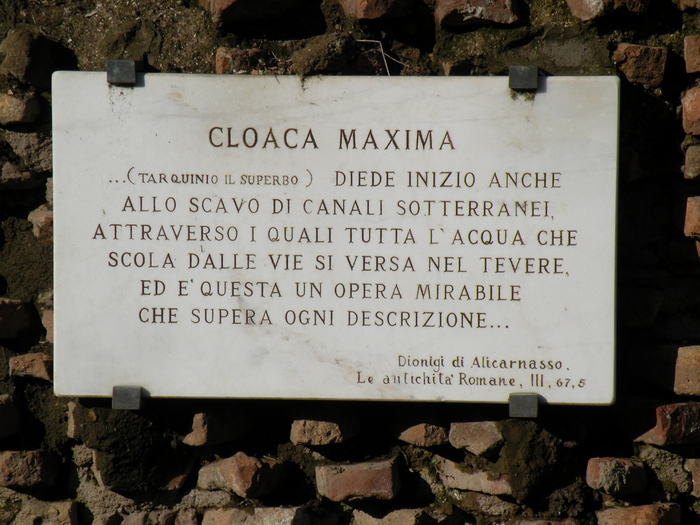 CLOACA MAXIMA
...(TARQUINIO IL SUPERBO) DIEDE INIZIO ANCHE
ALLO SCAVO DI CANALI SOTTERRANEI,
ATTRAVERSO I QUALI TUTTA L'ACQUA CHE
SCOLA DALLE VIE SI VERSA NEL TEVERE,
ED E' QUESTA UN OPERA MIRABILE
CHE SUPERA OGNI DESCRIZIONE...
Dionigi di Alicarnasso,
Le antichita' Romane, III, 67,5